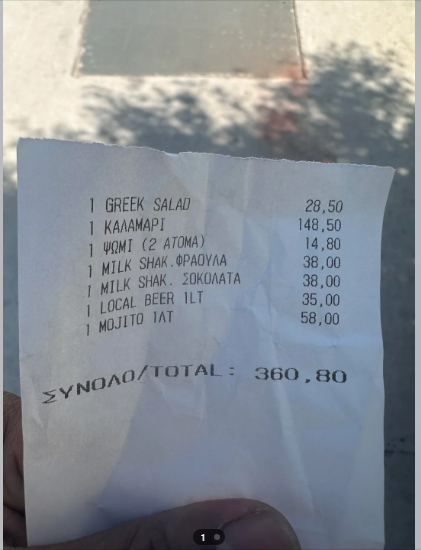 1 GREEK SALAD 28,50
1 ΚΑΛΑΜΑΡΙ 148,50
1 ΨΩΜΙ (2 ΑΤΟΜΑ) 14,80
1 MILK SHAK.ΦΡΑΟΥΛΑ 38,00
1 MILK SHAK. ΣΟΚΟΛΑΤΑ 38,00
1 LOCAL BEER 1LT 35,00
1 MOJITO 1ΛΤ 58,00
ΣΥΝΟΛΟ/TOTAL: 360,80
1